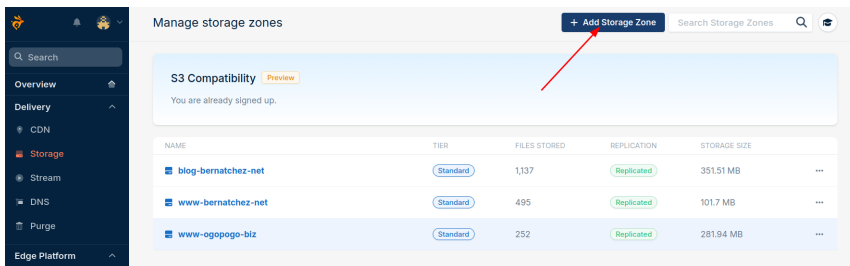 Manage storage zones
+ Add Storage Zone
Search Storage Zones
Search
Overview
Delivery
CDN
Storage
Stream
DNS
Purge
Edge Platform
S3 Compatibility Preview
You are already signed up.
NAME TIER FILES STORED REPLICATION STORAGE SIZE
blog-bernatchez-net Standard 1,137 Replicated 351.51 MB
www-bernatchez-net Standard 495 Replicated 101.7 MB
www-ogopogo-biz Standard 252 Replicated 281.94 MB